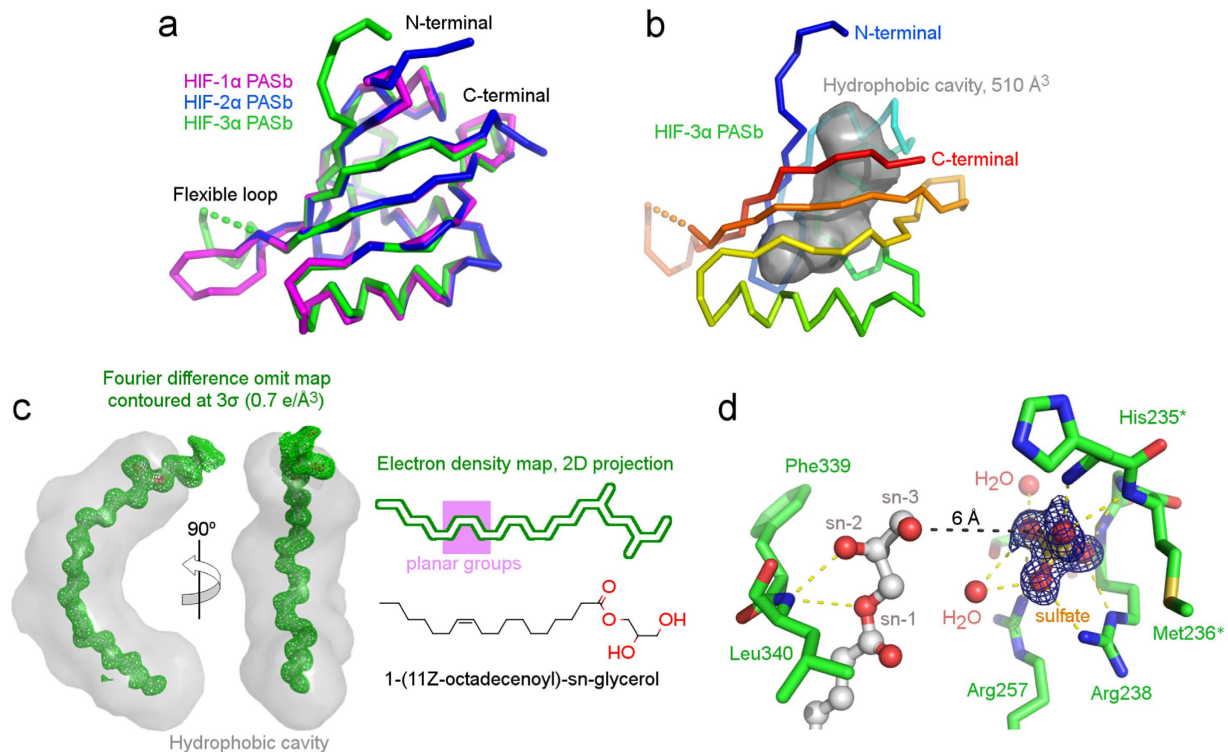 a
N-terminal
HIF-1α PASb
HIF-2α PASb
HIF-3α PASb
C-terminal
Flexible loop
b
N-terminal
Hydrophobic cavity, 510 Å³
HIF-3α PASb
C-terminal
c
Fourier difference omit map
contoured at 3σ (0.7 e/Å³)
90º
Hydrophobic cavity
Electron density map, 2D projection
planar groups
O
O
OH
OH
1-(11Z-octadecenoyl)-sn-glycerol
d
His235*
Phe339
H₂O
sn-3
sn-2
6 Å
H₂O
sulfate
sn-1
Met236*
Leu340
Arg257
Arg238